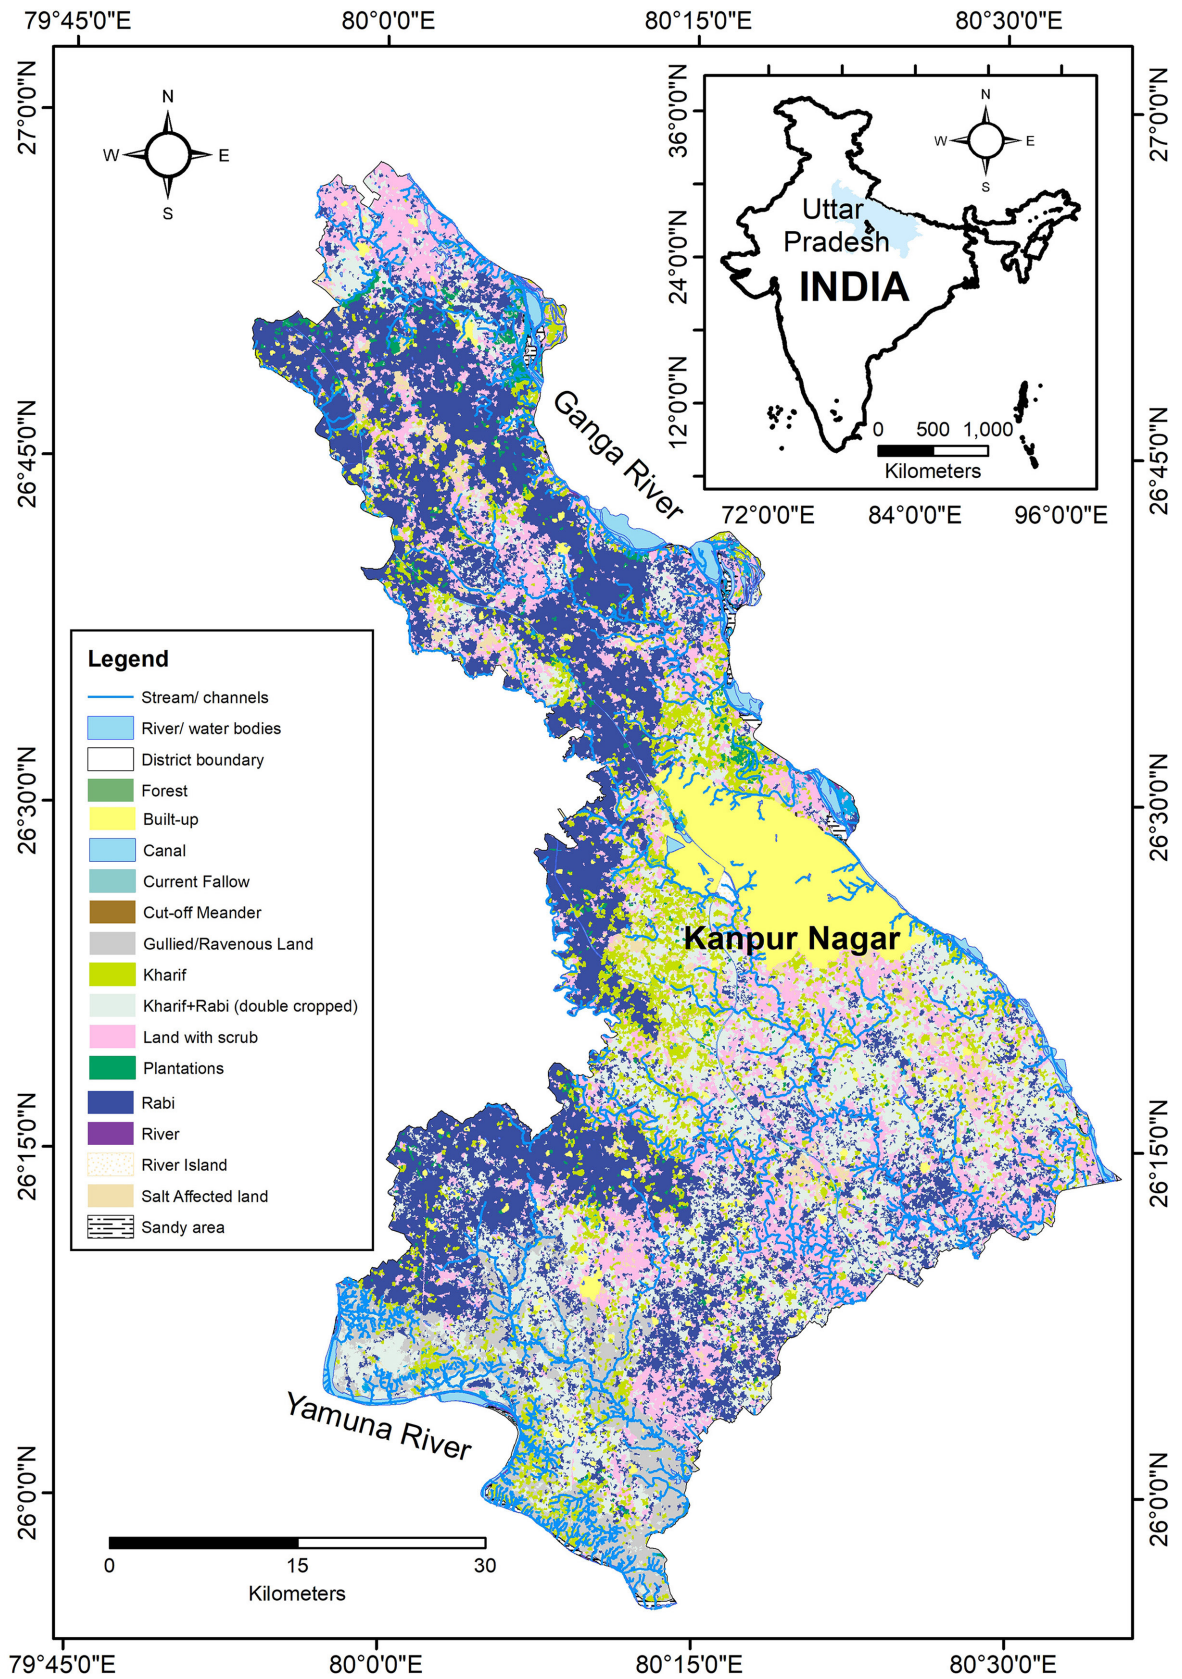 79°45'0"E
80°0'0"E
80°15'0"E
80°30'0"E
27°0'0"N
26°45'0"N
26°30'0"N
26°15'0"N
26°0'0"N
N
W
E
S
36°0'0"N
24°0'0"N
12°0'0"N
N
W
E
S
Uttar
Pradesh
INDIA
0 500 1,000
Kilometers
72°0'0"E
84°0'0"E
96°0'0"E
27°0'0"N
26°45'0"N
26°30'0"N
26°15'0"N
26°0'0"N
Ganga River
Kanpur Nagar
Yamuna River
Legend
Stream/ channels
River/ water bodies
District boundary
Forest
Built-up
Canal
Current Fallow
Cut-off Meander
Gullied/Ravenous Land
Kharif
Kharif+Rabi (double cropped)
Land with scrub
Plantations
Rabi
River
River Island
Salt Affected land
Sandy area
0 15 30
Kilometers
79°45'0"E
80°0'0"E
80°15'0"E
80°30'0"E